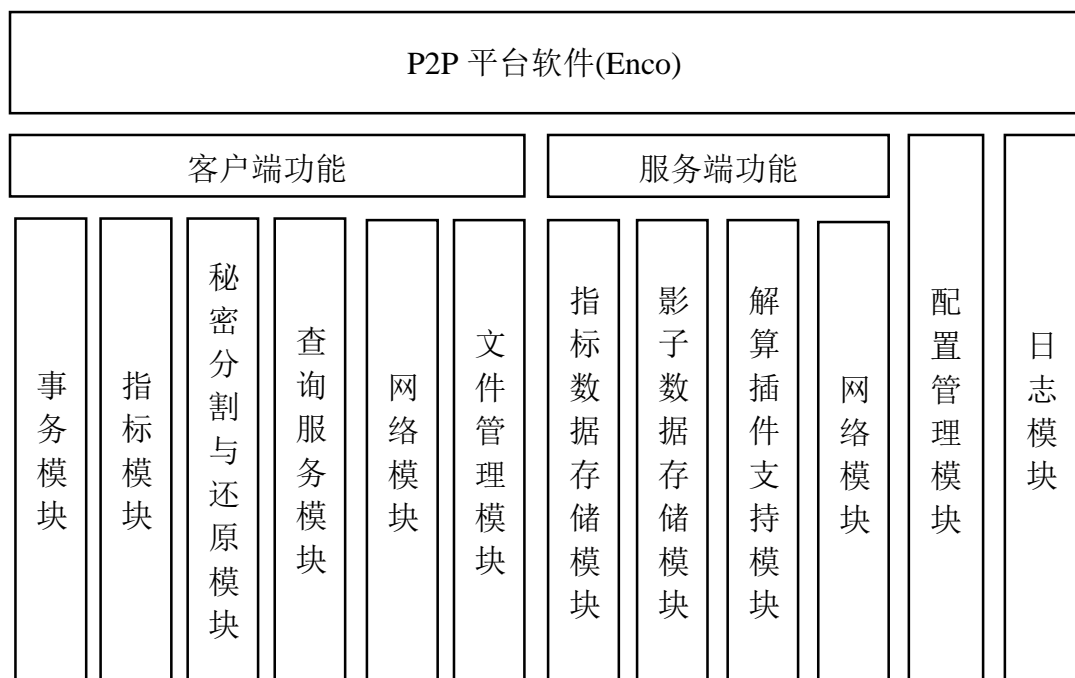 P2P 平台软件(Enco)
客户端功能
服务端功能
事务模块
指标模块
秘密分割与还原模块
查询服务模块
网络模块
文件管理模块
指标数据存储模块
影子数据存储模块
解算插件支持模块
网络模块
配置管理模块
日志模块